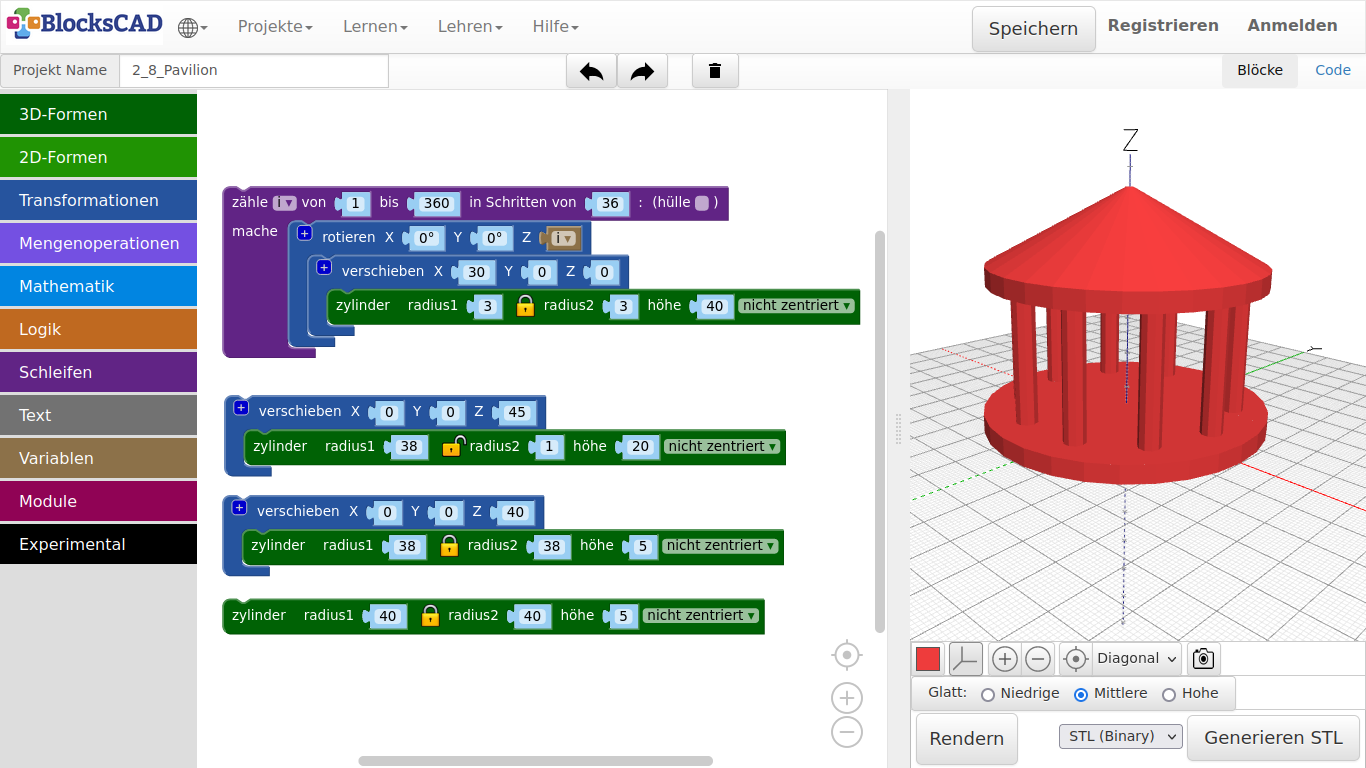 BlocksCAD Projekte Lernen Lehren Hilfe Speichern Registrieren Anmelden
Projekt Name 2_8_Pavilion Blöcke Code
3D-Formen
2D-Formen
Transformationen
Mengenoperationen
Mathematik
Logik
Schleifen
Text
Variablen
Module
Experimental
zähle i von 1 bis 360 in Schritten von 36 : (hülle )
mache
rotieren X 0° Y 0° Z i
verschieben X 30 Y 0 Z 0
zylinder radius1 3 radius2 3 höhe 40 nicht zentriert
verschieben X 0 Y 0 Z 45
zylinder radius1 38 radius2 1 höhe 20 nicht zentriert
verschieben X 0 Y 0 Z 40
zylinder radius1 38 radius2 38 höhe 5 nicht zentriert
zylinder radius1 40 radius2 40 höhe 5 nicht zentriert
Z
Y
Diagonal
Glatt: Niedrige Mittlere Hohe
Rendern STL (Binary) Generieren STL